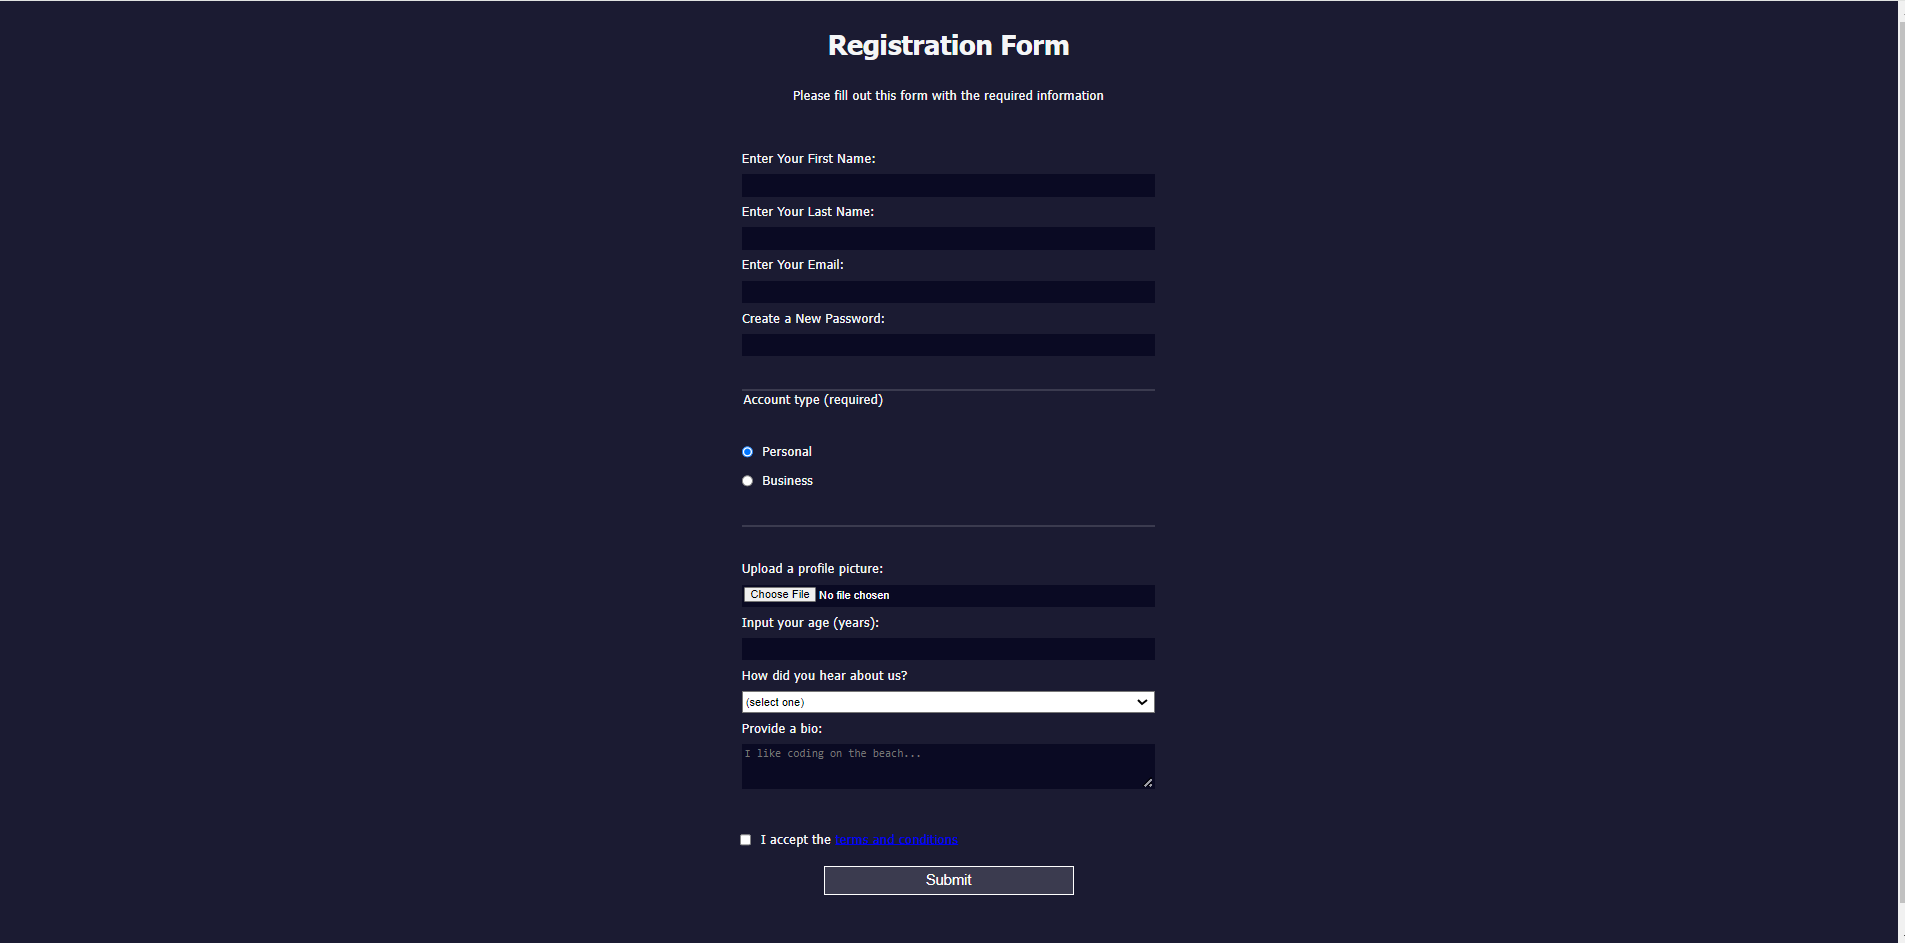 Registration Form
Please fill out this form with the required information
Enter Your First Name:
Enter Your Last Name:
Enter Your Email:
Create a New Password:
Account type (required)
Personal
Business
Upload a profile picture:
Choose File No file chosen
Input your age (years):
How did you hear about us?
(select one)
Provide a bio:
I like coding on the beach...
I accept the terms and conditions
Submit